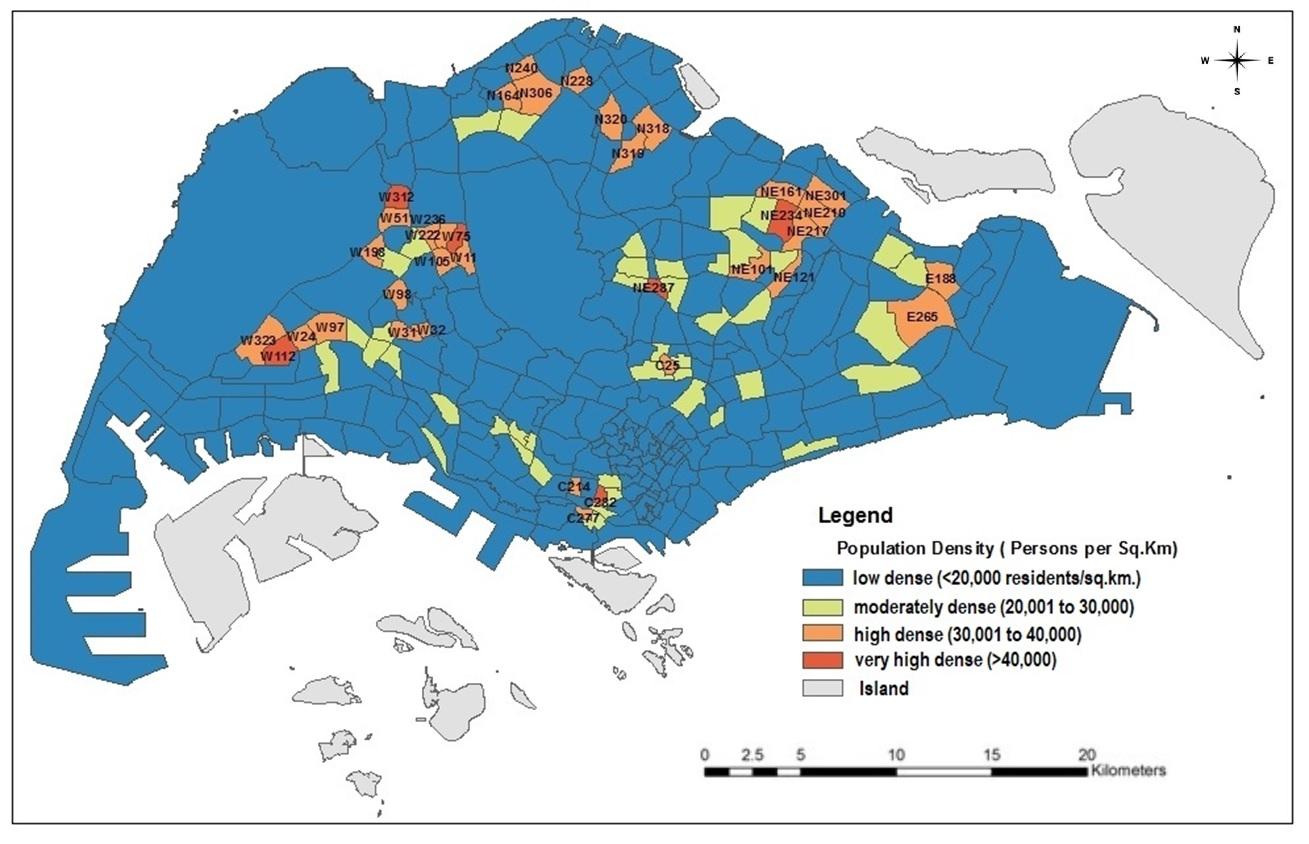 N
W E
S
N240
N228
N164 N306
N320
N318
N319
W312
W51 W236
W222 W75
W198
W105 W11
W98
NE161 NE301
NE234 NE210
NE217
NE101
NE121
NE287
E188
E265
W97
W24
W323
W112
W31 W32
C25
C214
C282
C277
Legend
Population Density ( Persons per Sq.Km)
low dense (<20,000 residents/sq.km.)
moderately dense (20,001 to 30,000)
high dense (30,001 to 40,000)
very high dense (>40,000)
Island
0 2.5 5 10 15 20
Kilometers